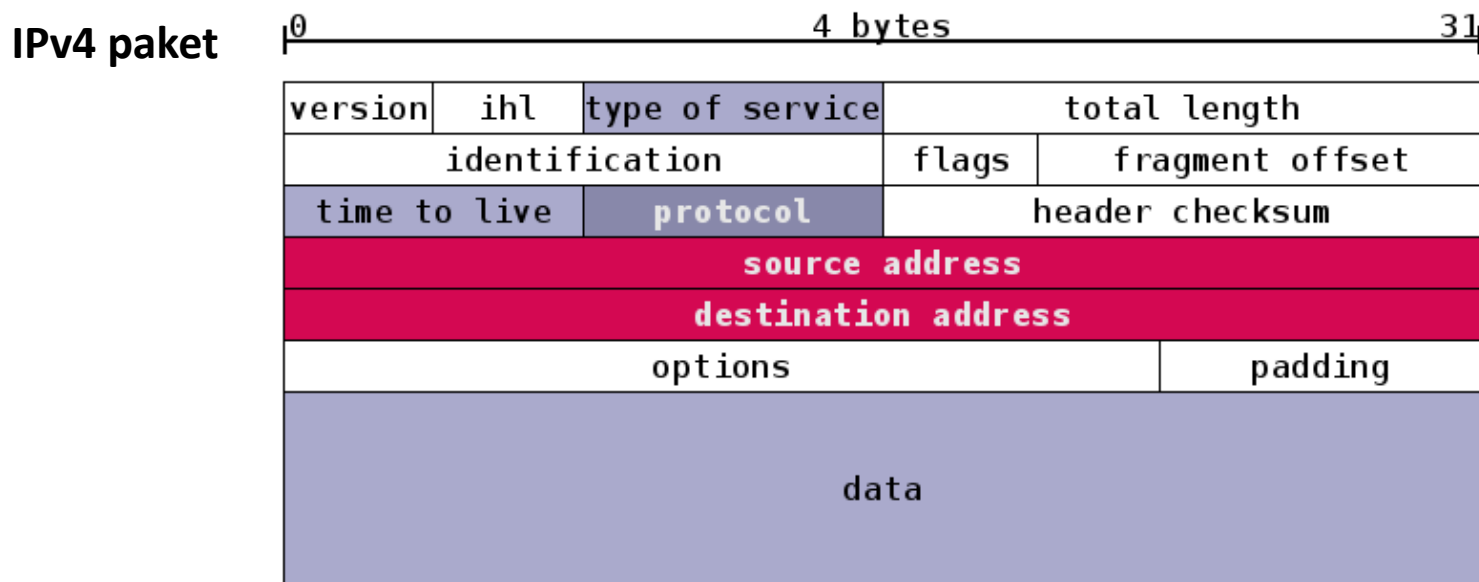 IPv4 paket
0 4 bytes 31
version ihl type of service total length
identification flags fragment offset
time to live protocol header checksum
source address
destination address
options padding
data